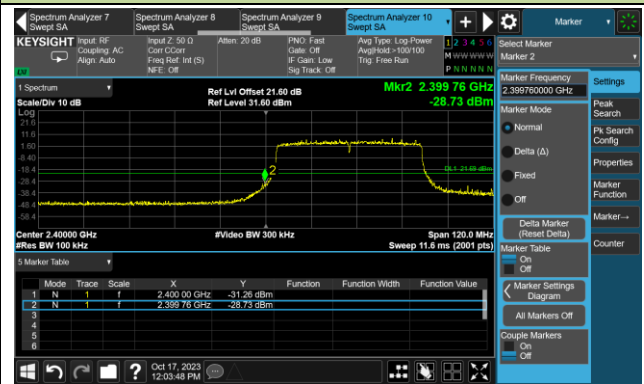 Spectrum Analyzer 7
Swept SA
Spectrum Analyzer 8
Swept SA
Spectrum Analyzer 9
Swept SA
Spectrum Analyzer 10
Swept SA
Marker
KEYSIGHT
Input: RF
Coupling: AC
Align: Auto
Input Z: 50 Ω
Corr CCorr
Freq Ref: Int (S)
NFE: Off
Atten: 20 dB
PNO: Fast
Gate: Off
IF Gain: Low
Sig Track: Off
Avg Type: Log-Power
Avg|Hold:>100/100
Trig: Free Run
1 2 3 4 5 6
M W W W W W
P N N N N N
Select Marker
Marker 2
1 Spectrum
Scale/Div 10 dB
Log
Ref Lvl Offset 21.60 dB
Ref Level 31.60 dBm
Mkr2 2.399 76 GHz
-28.73 dBm
21.6
11.6
1.60
-8.40
-18.4
-28.4
-38.4
-48.4
-58.4
2
Center 2.40000 GHz
#Res BW 100 kHz
#Video BW 300 kHz
Span 120.0 MHz
Sweep 11.6 ms (2001 pts)
5 Marker Table
Mode Trace Scale X Y Function Function Width Function Value
1 N 1 f 2.400 00 GHz -31.26 dBm
2 N 1 f 2.399 76 GHz -28.73 dBm
3
4
5
6
Marker Frequency
2.399760000 GHz
Marker Mode
Normal
Delta (Δ)
Fixed
Off
Delta Marker
(Reset Delta)
Marker Table
On
Off
Marker Settings
Diagram
All Markers Off
Couple Markers
On
Off
Settings
Peak
Search
Pk Search
Config
Properties
Marker
Function
Marker→
Counter
Oct 17, 2023
12:03:48 PM